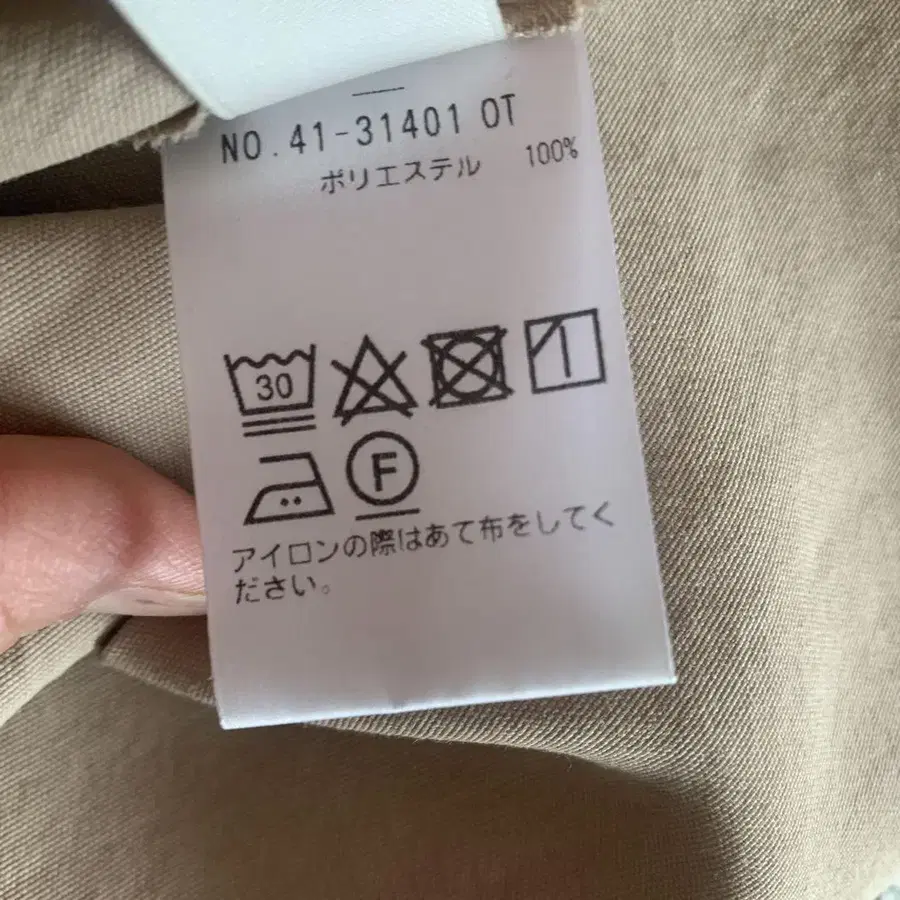 NO.41-31401 OT
ポリエステル 100%
30
F
アイロンの際はあて布をしてく
ださい。